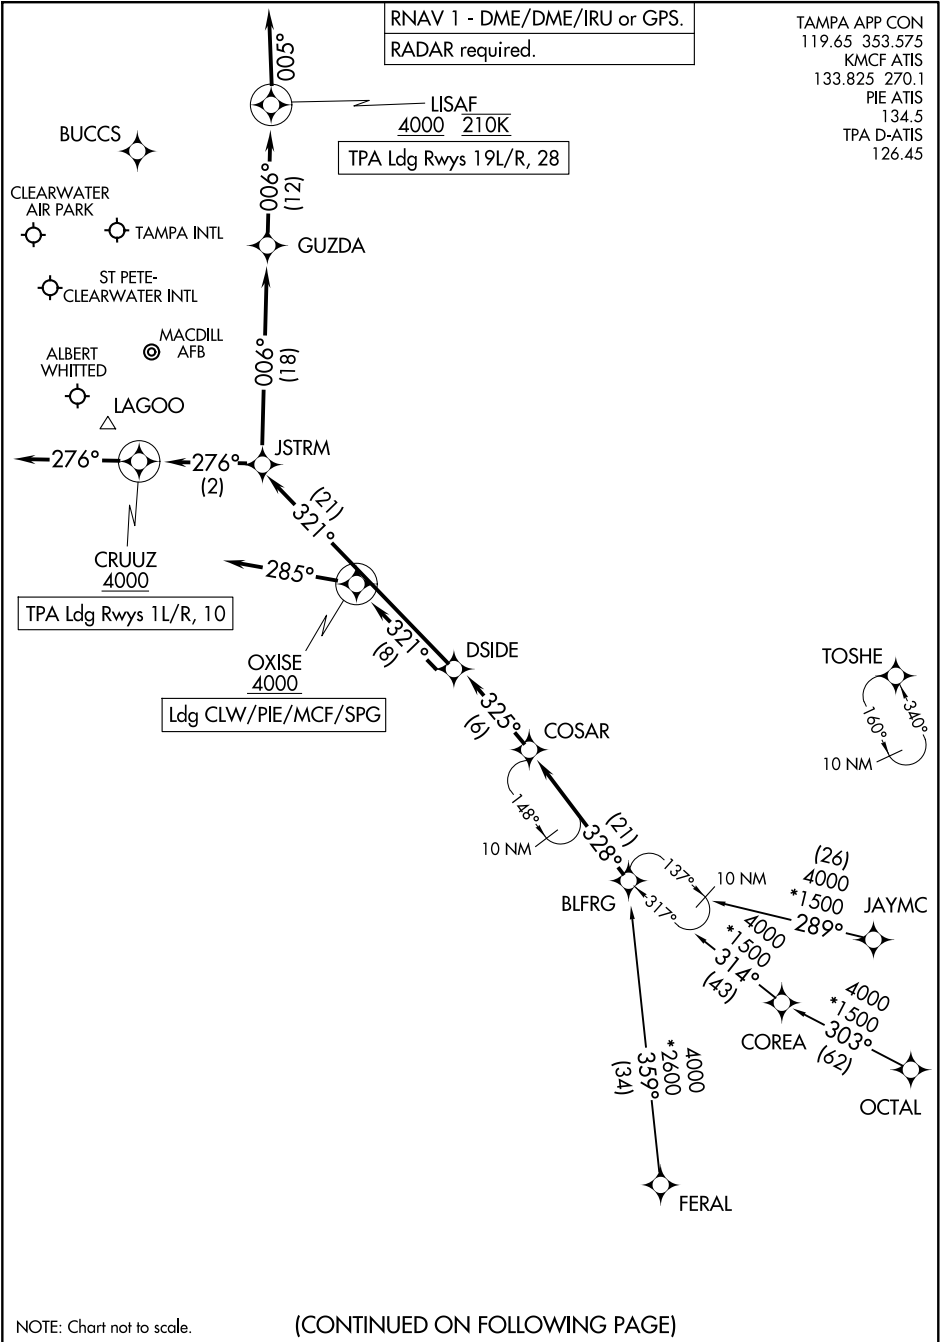 RNAV 1 - DME/DME/IRU or GPS.
RADAR required.
TAMPA APP CON
119.65 353.575
KMCF ATIS
133.825 270.1
PIE ATIS
134.5
TPA D-ATIS
126.45
005°
LISAF
4000 210K
TPA Ldg Rwys 19L/R, 28
BUCCS
006°
(12)
CLEARWATER
AIR PARK
TAMPA INTL
GUZDA
ST PETE-
CLEARWATER INTL
MACDILL
AFB
ALBERT
WHITTED
006°
(18)
LAGOO
JSTRM
276°
276°
(2)
(21)
321°
CRUUZ
4000
TPA Ldg Rwys 1L/R, 10
285°
321°
(8)
OXISE
4000
Ldg CLW/PIE/MCF/SPG
DSIDE
325°
(6)
COSAR
TOSHE
340°
160°
10 NM
148°
10 NM
(21)
328°
BLFRG
137°
10 NM
317°
(26)
4000
*1500
289°
JAYMC
4000
*1500
314°
(43)
COREA
4000
*1500
303°
(62)
OCTAL
4000
*2600
359°
(34)
FERAL
NOTE: Chart not to scale.
(CONTINUED ON FOLLOWING PAGE)